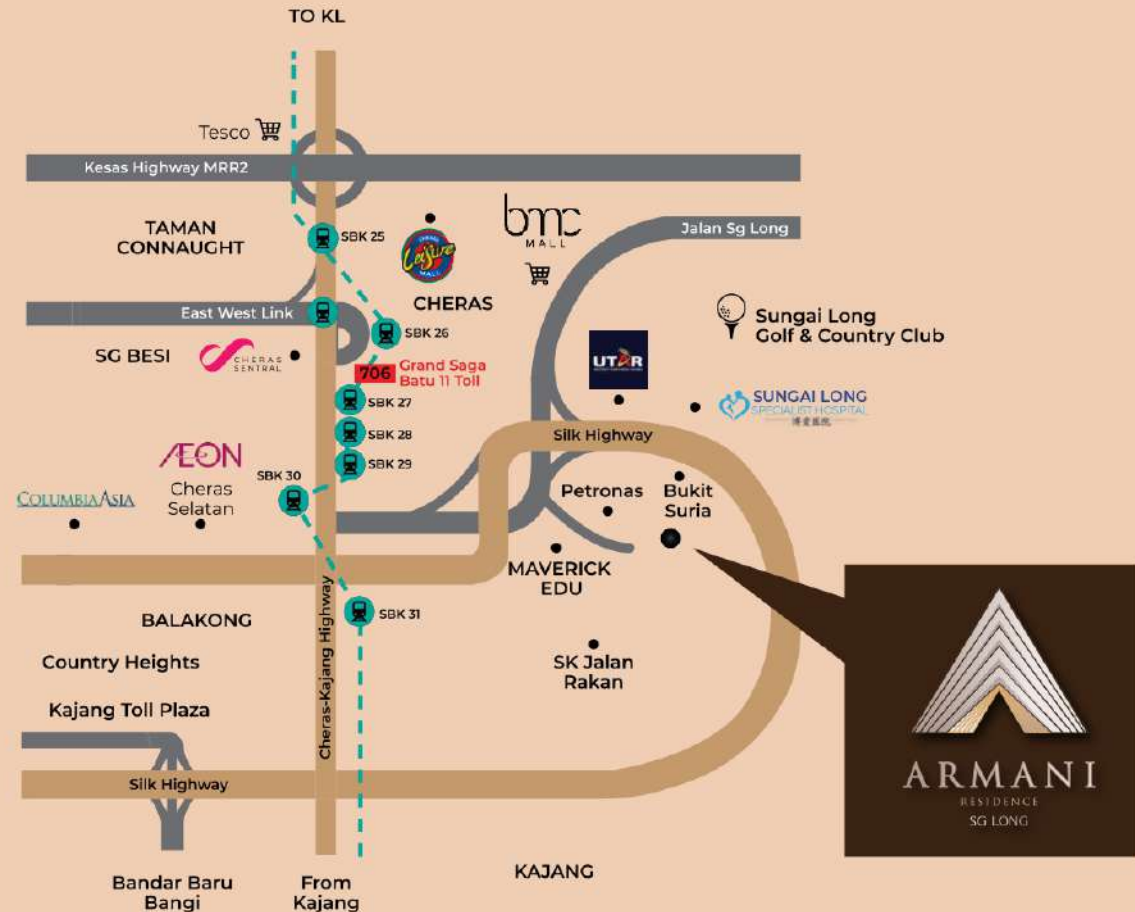 TO KL
Tesco
Kesas Highway MRR2
TAMAN
CONNAUGHT
SBK 25
Leisure
MALL
bmc
MALL
Jalan Sg Long
East West Link
CHERAS
SBK 26
Sungai Long
Golf & Country Club
SG BESI
CHERAS
SENTRAL
706
Grand Saga
Batu 11 Toll
UTAR
SBK 27
SUNGAI LONG
SPECIALIST HOSPITAL
SBK 28
Silk Highway
AEON
Cheras
Selatan
SBK 29
SBK 30
COLUMBIA ASIA
Petronas
Bukit
Suria
MAVERICK
EDU
Cheras-Kajang Highway
SBK 31
BALAKONG
Country Heights
SK Jalan
Rakan
Kajang Toll Plaza
Silk Highway
ARMANI
RESIDENCE
SG LONG
KAJANG
Bandar Baru
Bangi
From
Kajang